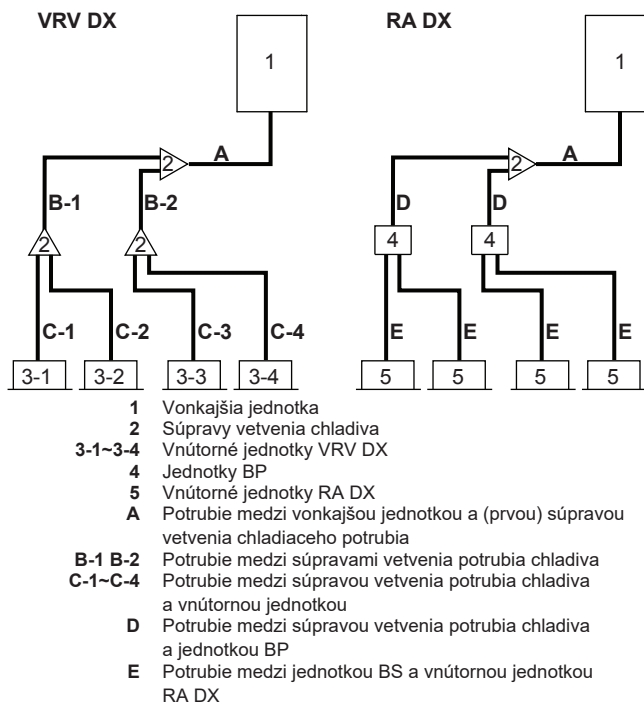 VRV DX
RA DX
1
1
2
A
2
A
B-1
B-2
D
D
2
2
4
4
C-1
C-2
C-3
C-4
E
E
E
E
3-1
3-2
3-3
3-4
5
5
5
5
1 Vonkajšia jednotka
2 Súpravy vetvenia chladiva
3-1~3-4 Vnútorné jednotky VRV DX
4 Jednotky BP
5 Vnútorné jednotky RA DX
A Potrubie medzi vonkajšou jednotkou a (prvou) súpravou
vetvenia chladiaceho potrubia
B-1 B-2 Potrubie medzi súpravami vetvenia potrubia chladiva
C-1~C-4 Potrubie medzi súpravou vetvenia potrubia chladiva
a vnútornou jednotkou
D Potrubie medzi súpravou vetvenia potrubia chladiva
a jednotkou BP
E Potrubie medzi jednotkou BS a vnútornou jednotkou
RA DX